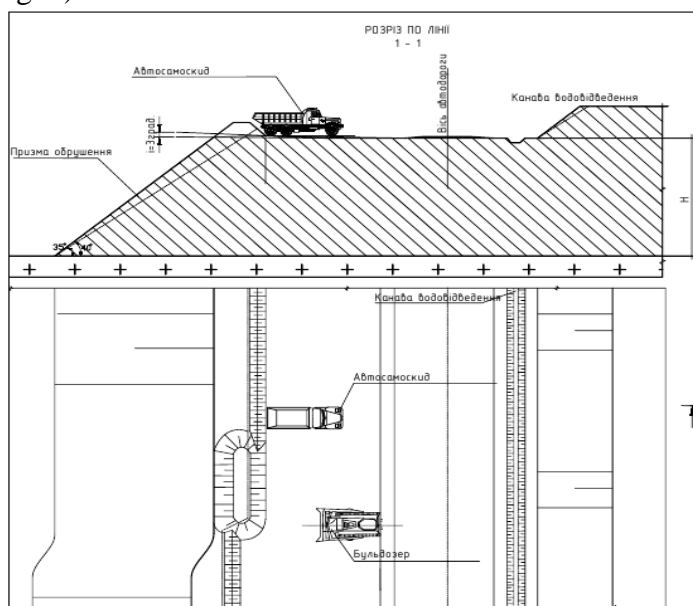 РОЗРІЗ ПО ЛІНІЇ
1 - 1
Автосамоскид
Вісь автодороги
Канава водовідведення
і=3град.
Призма обрушення
H
35°
40°
Канава водовідведення
Автосамоскид
Бульдозер